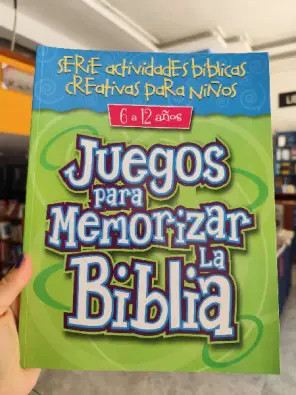 SERIE actividades bíblicas
creativas para niños
6 a 12 años
Juegos
para
Memorizar
LA
Biblia